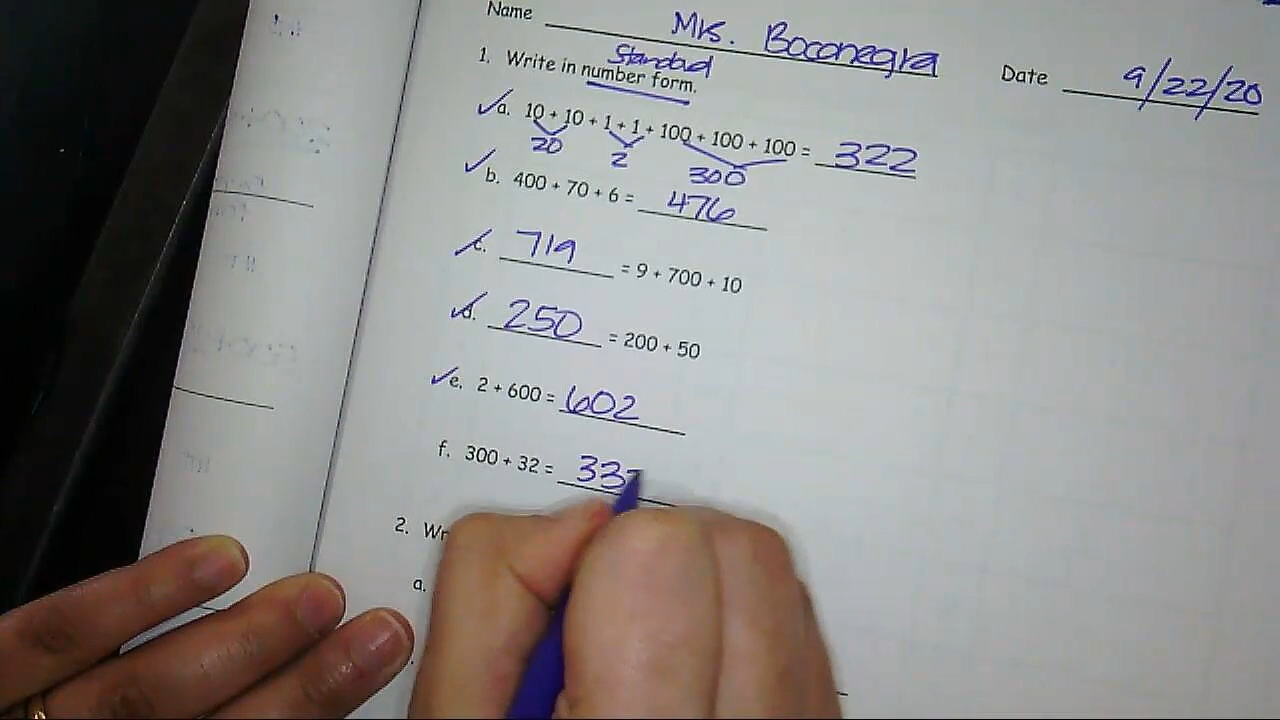 Name Mrs. Boconegra Date 9/22/20
Standard
1. Write in number form.
a. 10 + 10 + 1 + 1 + 100 + 100 + 100 = 322
20 2 300
b. 400 + 70 + 6 = 476
c. 719 = 9 + 700 + 10
d. 250 = 200 + 50
e. 2 + 600 = 602
f. 300 + 32 = 33
2. Wr
a.